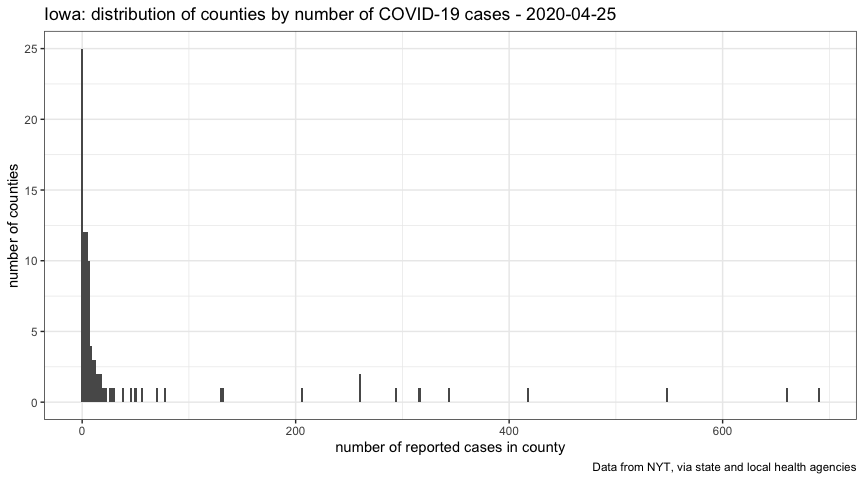 Iowa: distribution of counties by number of COVID-19 cases - 2020-04-25
25
20
15
10
5
0
number of counties
0 200 400 600
number of reported cases in county
Data from NYT, via state and local health agencies